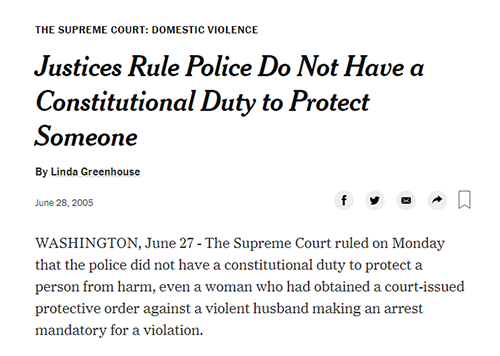 THE SUPREME COURT: DOMESTIC VIOLENCE
Justices Rule Police Do Not Have a
Constitutional Duty to Protect
Someone
By Linda Greenhouse
June 28, 2005
WASHINGTON, June 27 - The Supreme Court ruled on Monday
that the police did not have a constitutional duty to protect a
person from harm, even a woman who had obtained a court-issued
protective order against a violent husband making an arrest
mandatory for a violation.